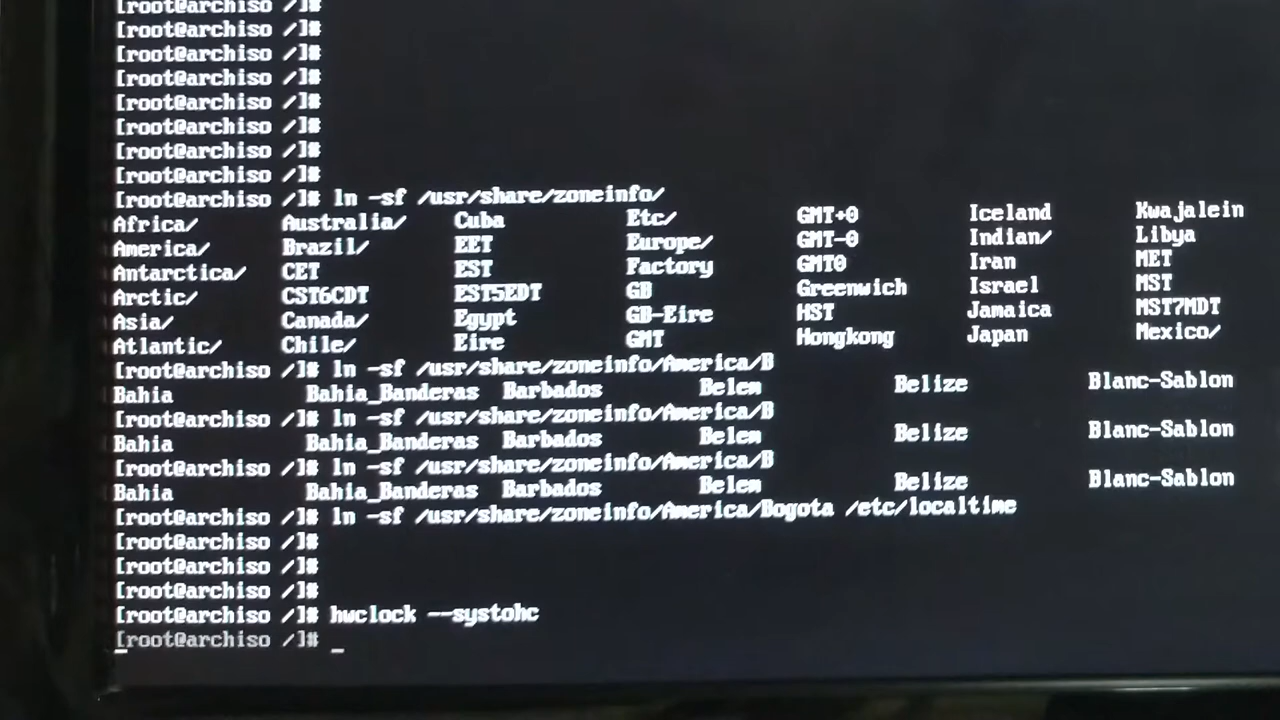 [root@archiso /]#
[root@archiso /]#
[root@archiso /]#
[root@archiso /]#
[root@archiso /]#
[root@archiso /]#
[root@archiso /]#
[root@archiso /]#
[root@archiso /]# ln -sf /usr/share/zoneinfo/
Africa/ Australia/ Cuba Etc/ GMT+0 Iceland Kwajalein
America/ Brazil/ EET Europe/ GMT-0 Indian/ Libya
Antarctica/ CET EST Factory GMT0 Iran MET
Arctic/ CST6CDT EST5EDT GB Greenwich Israel MST
Asia/ Canada/ Egypt GB-Eire HST Jamaica MST7MDT
Atlantic/ Chile/ Eire GMT Hongkong Japan Mexico/
[root@archiso /]# ln -sf /usr/share/zoneinfo/America/B
Bahia Bahia_Banderas Barbados Belem Belize Blanc-Sablon
[root@archiso /]# ln -sf /usr/share/zoneinfo/America/B
Bahia Bahia_Banderas Barbados Belem Belize Blanc-Sablon
[root@archiso /]# ln -sf /usr/share/zoneinfo/America/B
Bahia Bahia_Banderas Barbados Belem Belize Blanc-Sablon
[root@archiso /]# ln -sf /usr/share/zoneinfo/America/Bogota /etc/localtime
[root@archiso /]#
[root@archiso /]#
[root@archiso /]#
[root@archiso /]# hwclock --systohc
[root@archiso /]# _